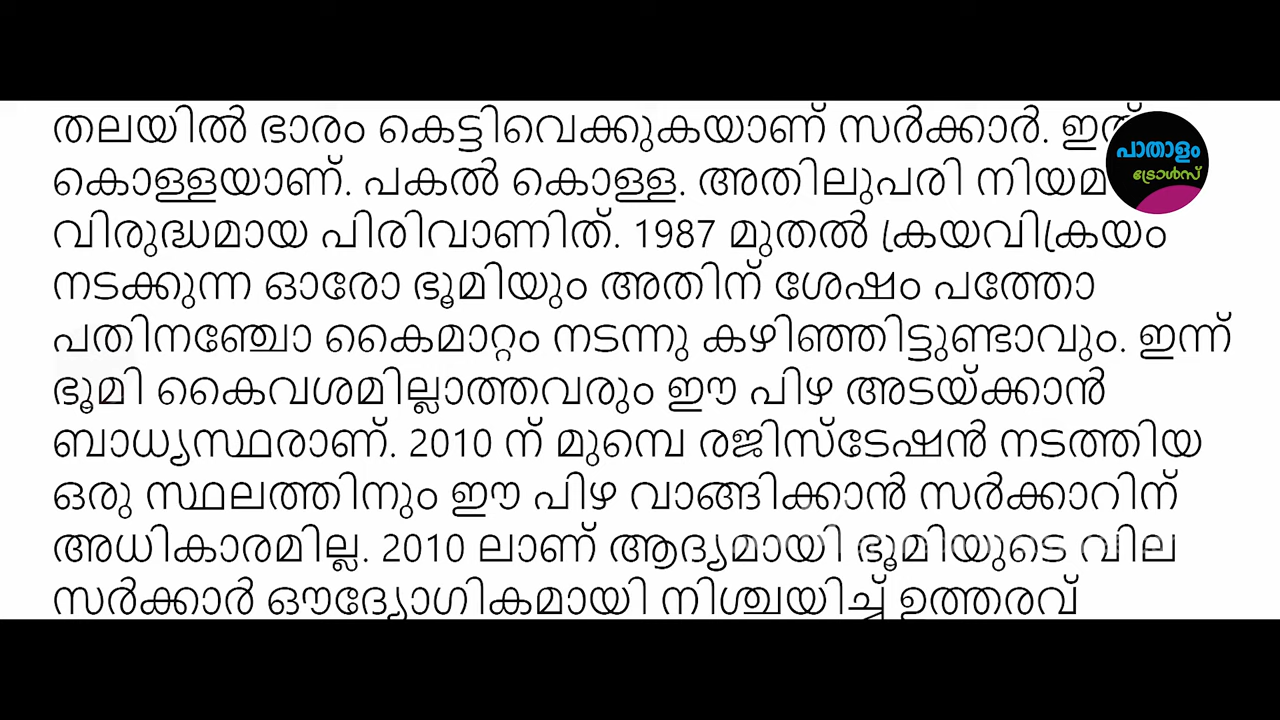 തലയിൽ ഭാരം കെട്ടിവെക്കുകയാണ് സർക്കാർ.
കൊള്ളയാണ്. പകൽ കൊള്ള. അതിലുപരി നിയമ
വിരുദ്ധമായ പിരിവാണിത്. 1987 മുതൽ ക്രയവിക്രയം
നടക്കുന്ന ഓരോ ഭൂമിയും അതിന് ശേഷം പത്തോ
പതിനഞ്ചോ കൈമാറ്റം നടന്നു കഴിഞ്ഞിട്ടുണ്ടാവും. ഇന്ന്
ഭൂമി കൈവശമില്ലാത്തവരും ഈ പിഴ അടയ്ക്കാൻ
ബാധ്യസ്ഥരാണ്. 2010 ന് മുമ്പെ രജിസ്ടേഷൻ നടത്തിയ
ഒരു സ്ഥലത്തിനും ഈ പിഴ വാങ്ങിക്കാൻ സർക്കാറിന്
അധികാരമില്ല. 2010 ലാണ് ആദ്യമായി ഭൂമിയുടെ വില
സർക്കാർ ഔദ്യോഗികമായി നിശ്ചയിച്ച് ഉത്തരവ്
പാതാളം
ട്രോൾസ്